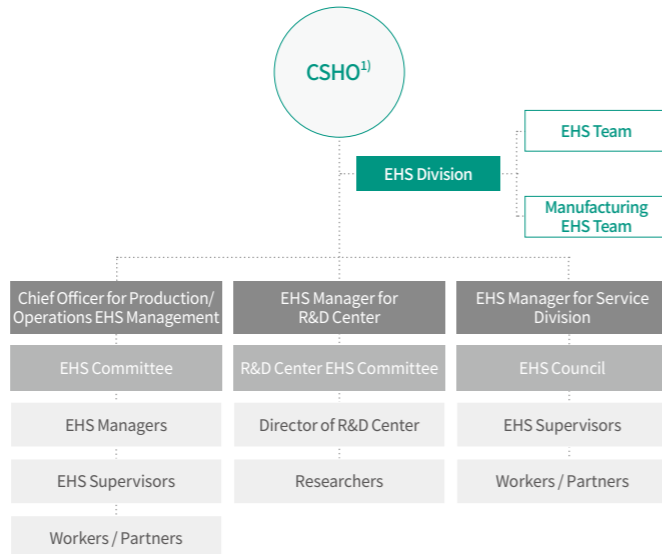 CSHO1)
EHS Team
EHS Division
Manufacturing
EHS Team
Chief Officer for Production/
Operations EHS Management
EHS Manager for
R&D Center
EHS Manager for Service
Division
EHS Committee
R&D Center EHS Committee
EHS Council
EHS Managers
Director of R&D Center
EHS Supervisors
EHS Supervisors
Researchers
Workers / Partners
Workers / Partners